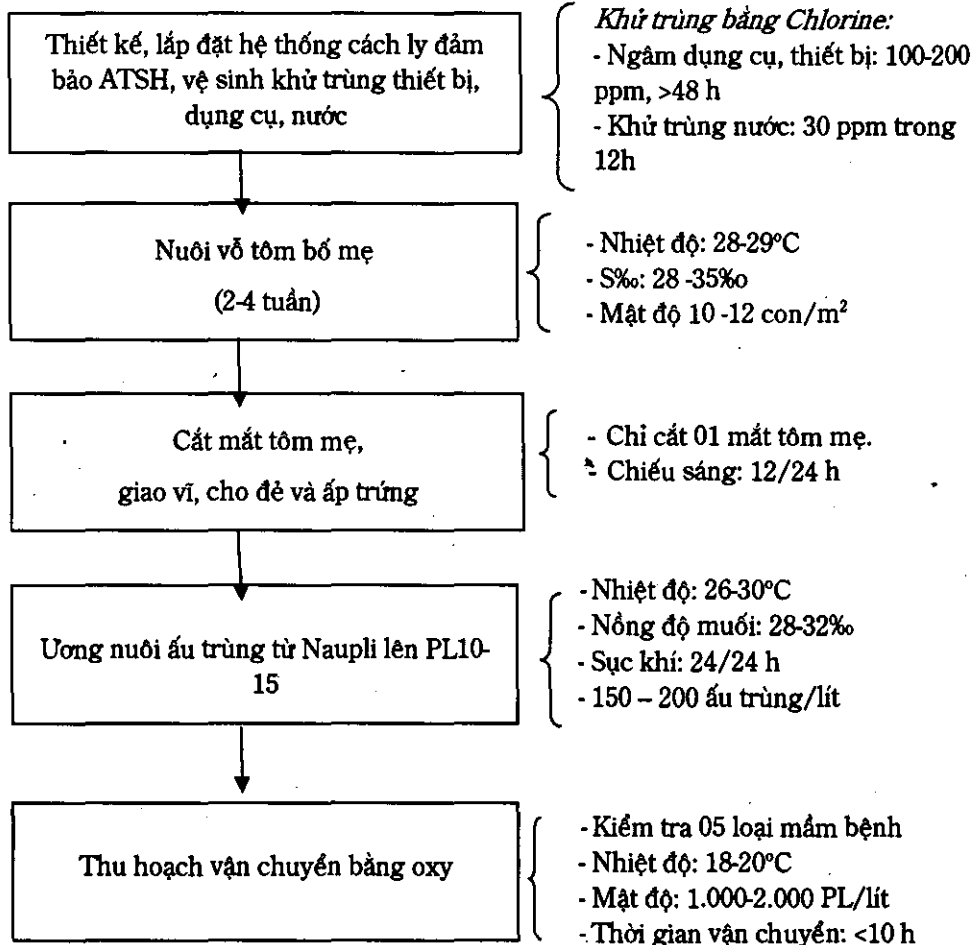 Thiết kế, lắp đặt hệ thống cách ly đảm
bảo ATSH, vệ sinh khử trùng thiết bị,
dụng cụ, nước
Khử trùng bằng Chlorine:
- Ngâm dụng cụ, thiết bị: 100-200
ppm, >48 h
- Khử trùng nước: 30 ppm trong
12h
Nuôi vỗ tôm bố mẹ
(2-4 tuần)
- Nhiệt độ: 28-29°C
- S‰: 28 -35‰
- Mật độ 10 -12 con/m²
Cắt mắt tôm mẹ,
giao vĩ, cho đẻ và ấp trứng
- Chỉ cắt 01 mắt tôm mẹ.
- Chiếu sáng: 12/24 h
Ương nuôi ấu trùng từ Naupli lên PL10-
15
- Nhiệt độ: 26-30°C
- Nồng độ muối: 28-32‰
- Sục khí: 24/24 h
- 150 – 200 ấu trùng/lít
Thu hoạch vận chuyển bằng oxy
- Kiểm tra 05 loại mầm bệnh
- Nhiệt độ: 18-20°C
- Mật độ: 1.000-2.000 PL/lít
- Thời gian vận chuyển: <10 h